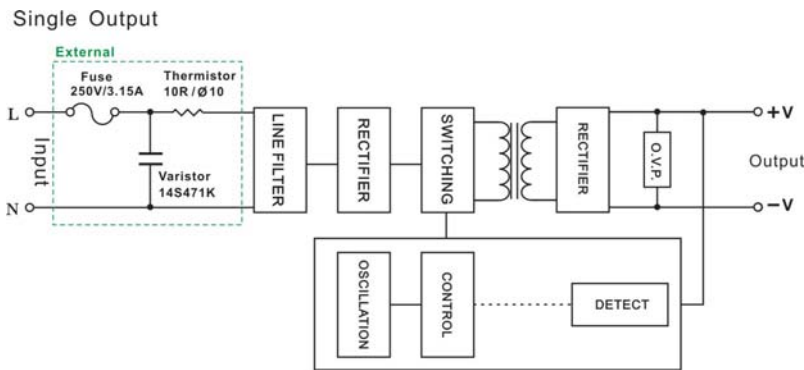 Single Output
External
Fuse
250V/3.15A
Thermistor
10R/Ø10
L
Input
N
Varistor
14S471K
LINE FILTER
RECTIFIER
SWITCHING
RECTIFIER
O.V.P.
+V
Output
−V
OSCILLATION
CONTROL
DETECT